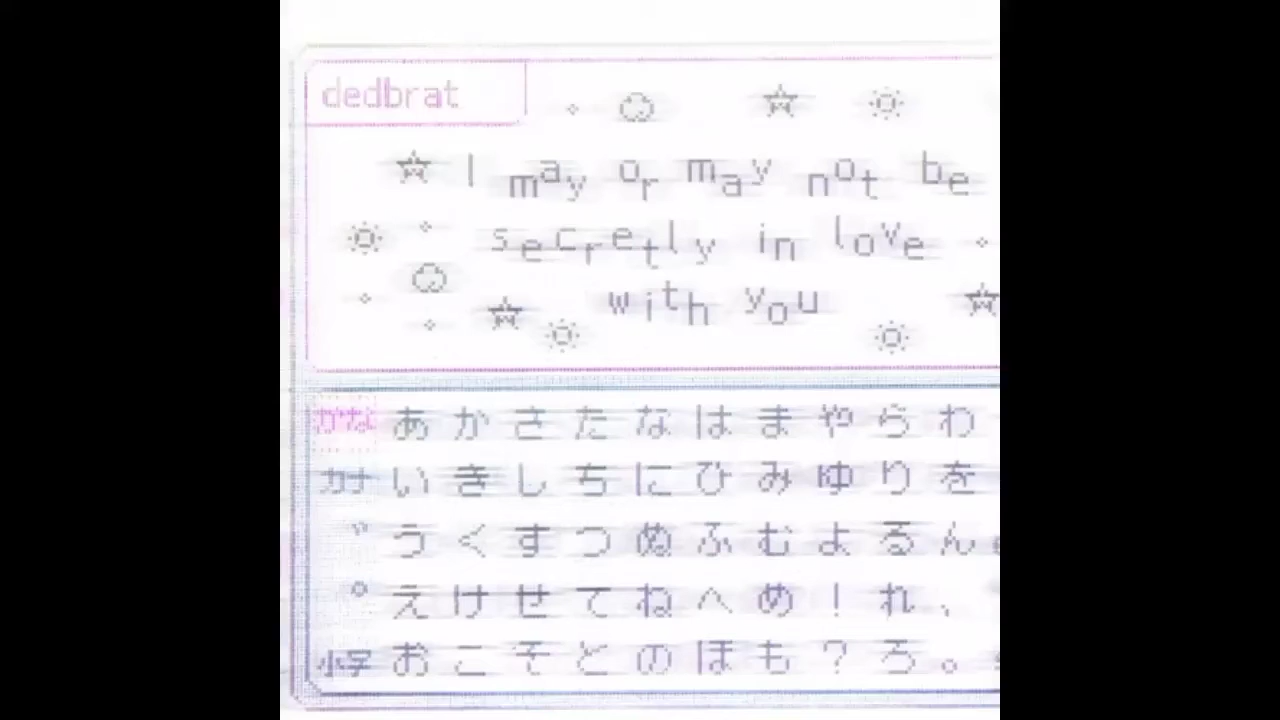 dedbrat
I may or may not be
secretly in love
with you
かな あ か さ た な は ま や ら わ
カナ い き し ち に ひ み ゆ り を
゛ う く す つ ぬ ふ む よ る ん
゜ え け せ て ね へ め ! れ 、
小字 お こ そ と の ほ も ? ろ 。